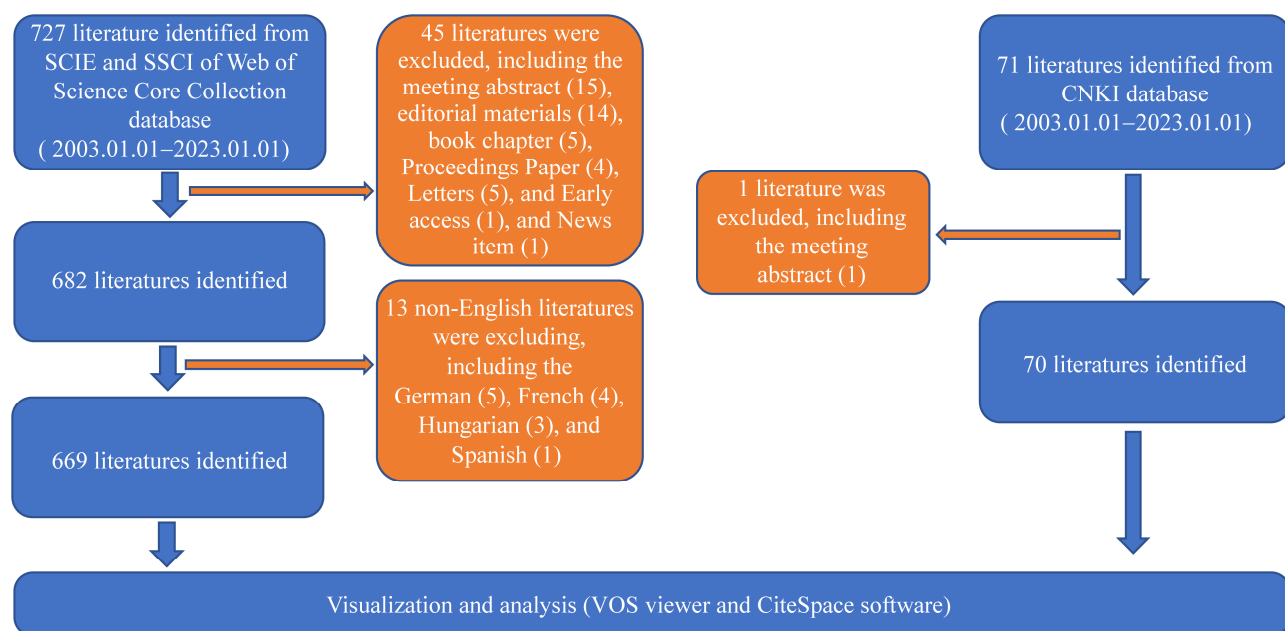 727 literature identified from
SCIE and SSCI of Web of
Science Core Collection
database
( 2003.01.01–2023.01.01)
45 literatures were
excluded, including the
meeting abstract (15),
editorial materials (14),
book chapter (5),
Proceedings Paper (4),
Letters (5), and Early
access (1), and News
item (1)
682 literatures identified
13 non-English literatures
were excluding,
including the
German (5), French (4),
Hungarian (3), and
Spanish (1)
669 literatures identified
71 literatures identified from
CNKI database
( 2003.01.01–2023.01.01)
1 literature was
excluded, including
the meeting
abstract (1)
70 literatures identified
Visualization and analysis (VOS viewer and CiteSpace software)